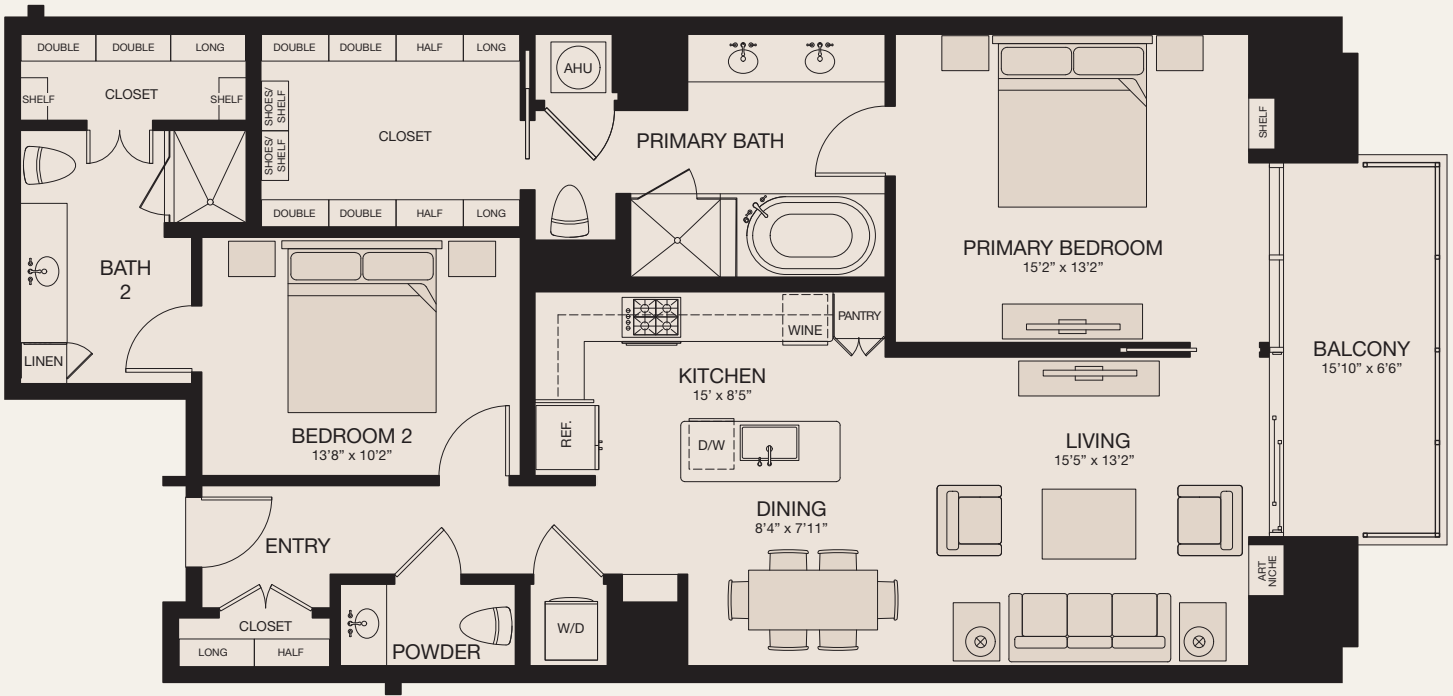 DOUBLE
DOUBLE
LONG
SHELF
CLOSET
SHELF
DOUBLE
DOUBLE
HALF
LONG
SHOES/
SHELF
SHOES/
SHELF
CLOSET
DOUBLE
DOUBLE
HALF
LONG
AHU
PRIMARY BATH
SHELF
PRIMARY BEDROOM
15’2” x 13’2”
BATH
2
LINEN
BEDROOM 2
13’8” x 10’2”
WINE
PANTRY
KITCHEN
15’ x 8’5”
REF.
D/W
BALCONY
15’10” x 6’6”
LIVING
15’5” x 13’2”
DINING
8’4” x 7’11”
ENTRY
CLOSET
LONG
HALF
POWDER
W/D
ART
NICHE